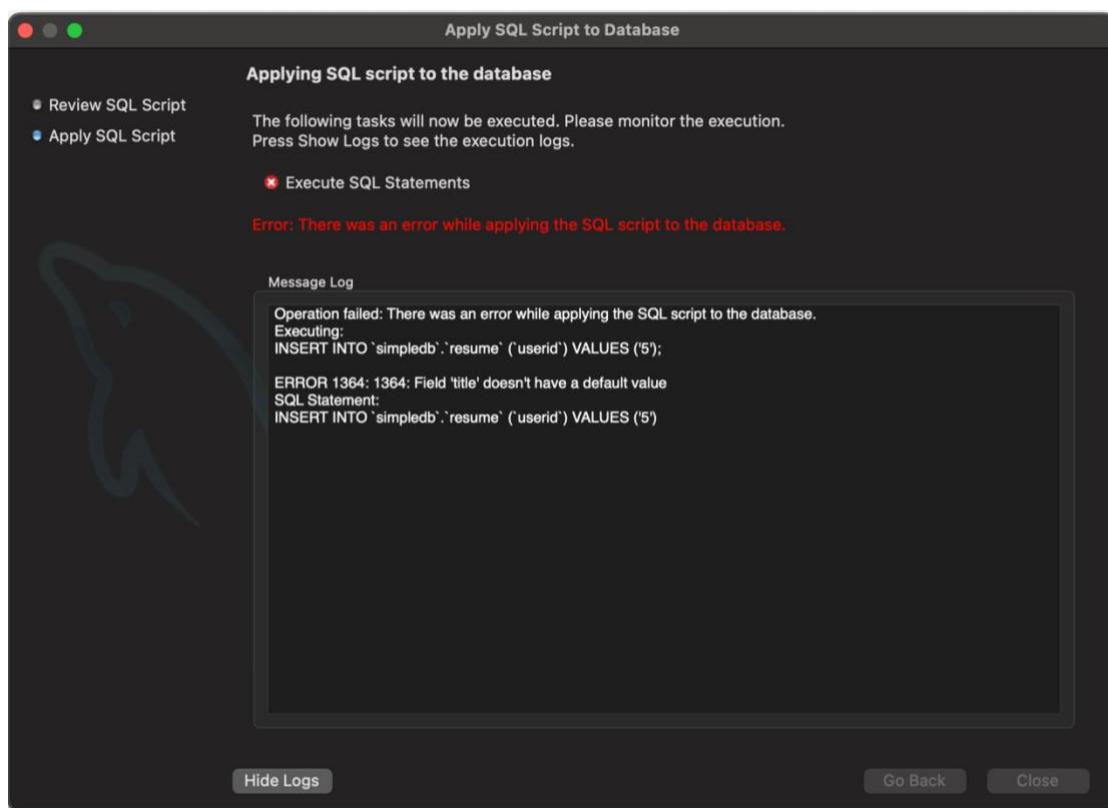 Apply SQL Script to Database
Review SQL Script
Apply SQL Script
Applying SQL script to the database
The following tasks will now be executed. Please monitor the execution.
Press Show Logs to see the execution logs.
Execute SQL Statements
Error: There was an error while applying the SQL script to the database.
Message Log
Operation failed: There was an error while applying the SQL script to the database.
Executing:
INSERT INTO `simpledb`.`resume` (`userid`) VALUES ('5');
ERROR 1364: 1364: Field 'title' doesn't have a default value
SQL Statement:
INSERT INTO `simpledb`.`resume` (`userid`) VALUES ('5')
Hide Logs
Go Back
Close